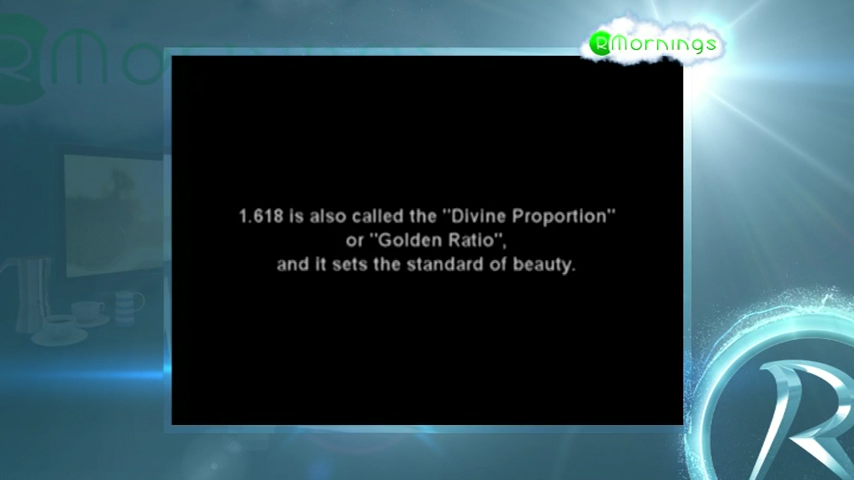 RMornings
1.618 is also called the "Divine Proportion"
or "Golden Ratio",
and it sets the standard of beauty.
R